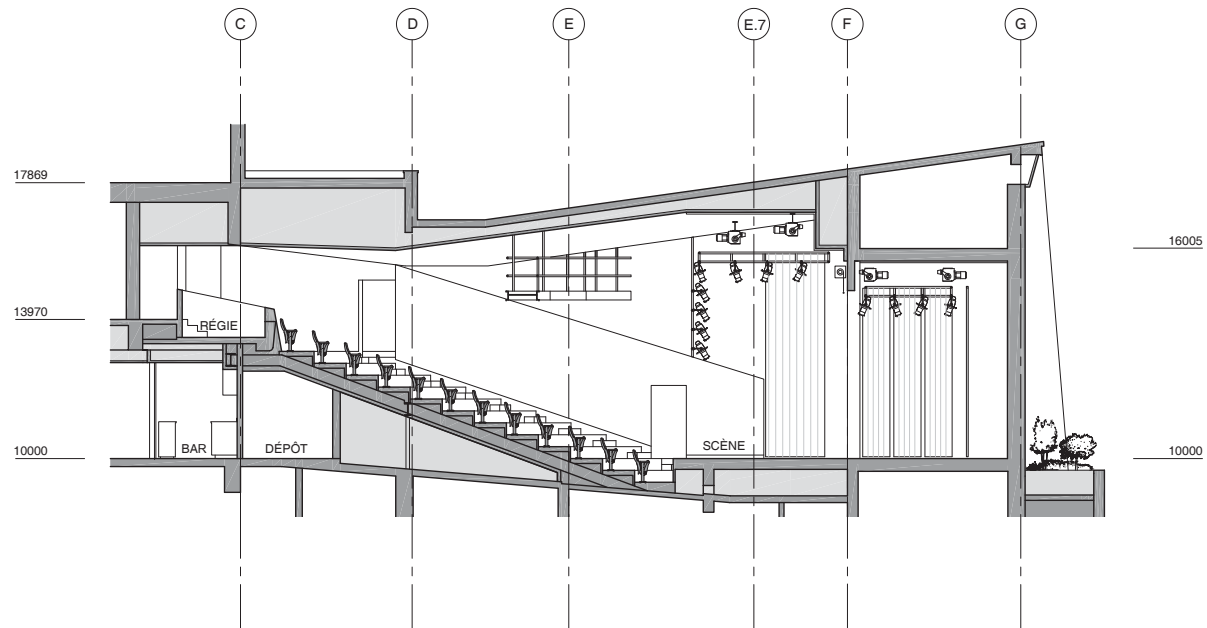 C D E E.7 F G
17869
16005
13970
RÉGIE
SCÈNE
BAR DÉPÔT
10000 10000